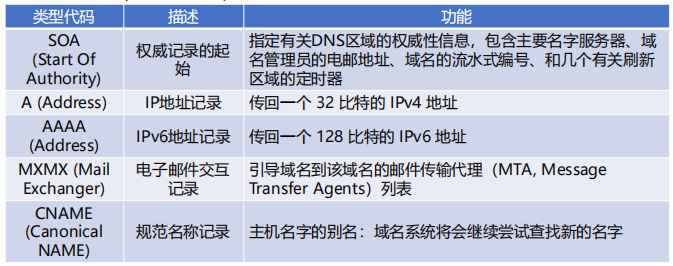 类型代码 描述 功能
SOA
(Start Of
Authority)
权威记录的起
始
指定有关DNS区域的权威性信息，包含主要名字服务器、域
名管理员的电邮地址、域名的流水式编号、和几个有关刷新
区域的定时器
A (Address) IP地址记录 传回一个 32 比特的 IPv4 地址
AAAA
(Address)
IPv6地址记录 传回一个 128 比特的 IPv6 地址
MXMX (Mail
Exchanger)
电子邮件交互
记录
引导域名到该域名的邮件传输代理（MTA, Message
Transfer Agents）列表
CNAME
(Canonical
NAME)
规范名称记录 主机名字的别名：域名系统将会继续尝试查找新的名字